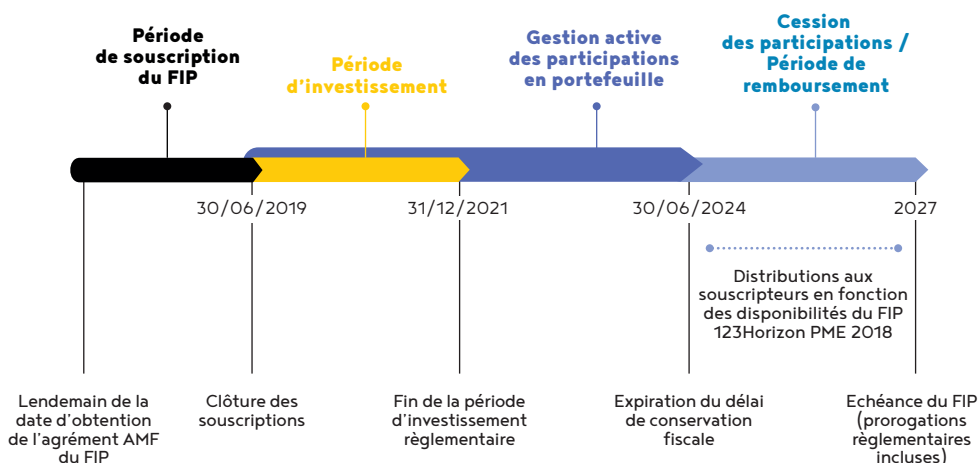 Période
de souscription
du FIP
Période
d'investissement
Gestion active
des participations
en portefeuille
Cession
des participations /
Période de
remboursement
30/06/2019
31/12/2021
30/06/2024
2027
Distributions aux
souscripteurs en fonction
des disponibilités du FIP
123Horizon PME 2018
Lendemain de la
date d'obtention
de l'agrément AMF
du FIP
Clôture des
souscriptions
Fin de la période
d'investissement
règlementaire
Expiration du délai
de conservation
fiscale
Echéance du FIP
(prorogations
règlementaires
incluses)